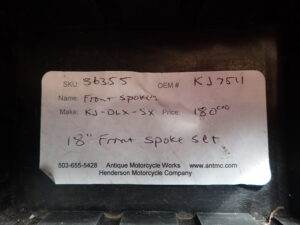 SKU: 36355 OEM # KJ7511
Name: Front Spokes
Make: KJ-DLX-SX Price: 180.00
18" Front Spoke Set
503-655-5428 Antique Motorcycle Works www.antmc.com
Henderson Motorcycle Company